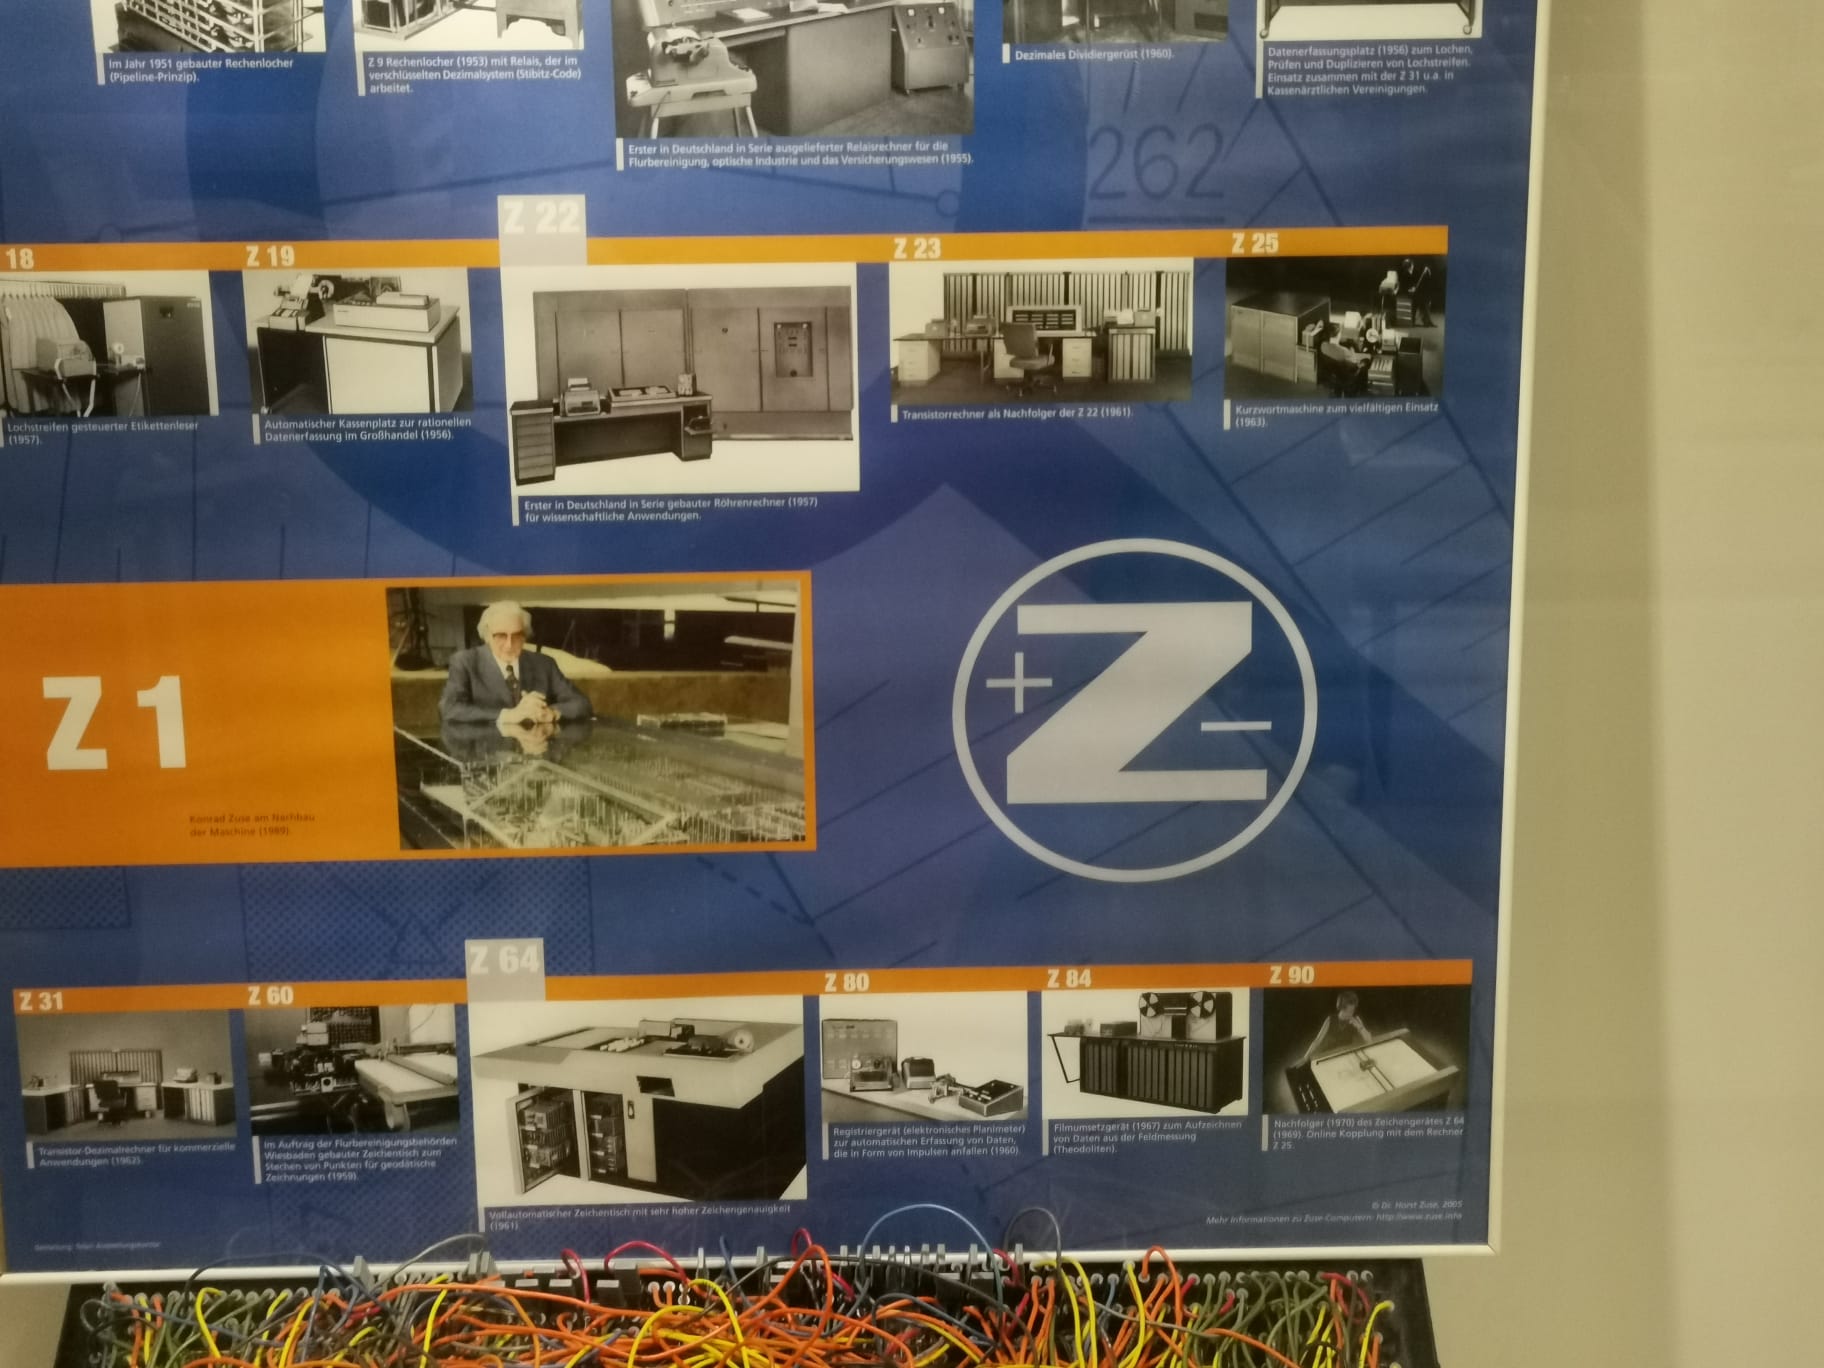 Im Jahr 1951 gebauter Rechenlocher
(Pipeline-Prinzip).
Z 9 Rechenlocher (1953) mit Relais, der im
verschlüsselten Dezimalsystem (Stibitz-Code)
arbeitet.
Erster in Deutschland in Serie ausgelieferter Relaisrechner für die
Flurbereinigung, optische Industrie und das Versicherungswesen (1955).
Dezimales Dividiergerüst (1960).
Datenerfassungsplatz (1956) zum Lochen,
Prüfen und Duplizieren von Lochstreifen.
Einsatz zusammen mit der Z 31 u.a. in
Kassenärztlichen Vereinigungen.
262
18
Lochstreifen gesteuerter Etikettenleser
(1957).
Z 19
Automatischer Kassenplatz zur rationellen
Datenerfassung im Großhandel (1956).
Z 22
Erster in Deutschland in Serie gebauter Röhrenrechner (1957)
für wissenschaftliche Anwendungen.
Z 23
Transistorrechner als Nachfolger der Z 22 (1961).
Z 25
Kurzwortmaschine zum vielfältigen Einsatz
(1963).
Z 1
Konrad Zuse am Nachbau
der Maschine (1989).
+ Z −
Z 31
Transistor-Dezimalrechner für kommerzielle
Anwendungen (1962).
Z 60
Im Auftrag der Flurbereinigungsbehörden
Wiesbaden gebauter Zeichentisch zum
Stechen von Punkten für geodätische
Zeichnungen (1959).
Z 64
Vollautomatischer Zeichentisch mit sehr hoher Zeichengenauigkeit
(1961)
Z 80
Registriergerät (elektronisches Planimeter)
zur automatischen Erfassung von Daten,
die in Form von Impulsen anfallen (1960).
Z 84
Filmumsetzgerät (1967) zum Aufzeichnen
von Daten aus der Feldmessung
(Theodoliten).
Z 90
Nachfolger (1970) des Zeichengerätes Z 64
(1969). Online Kopplung mit dem Rechner
Z 25.
© Dr. Horst Zuse, 2005
Mehr Informationen zu Zuse-Computern: http://www.zuse.info
Gestaltung: